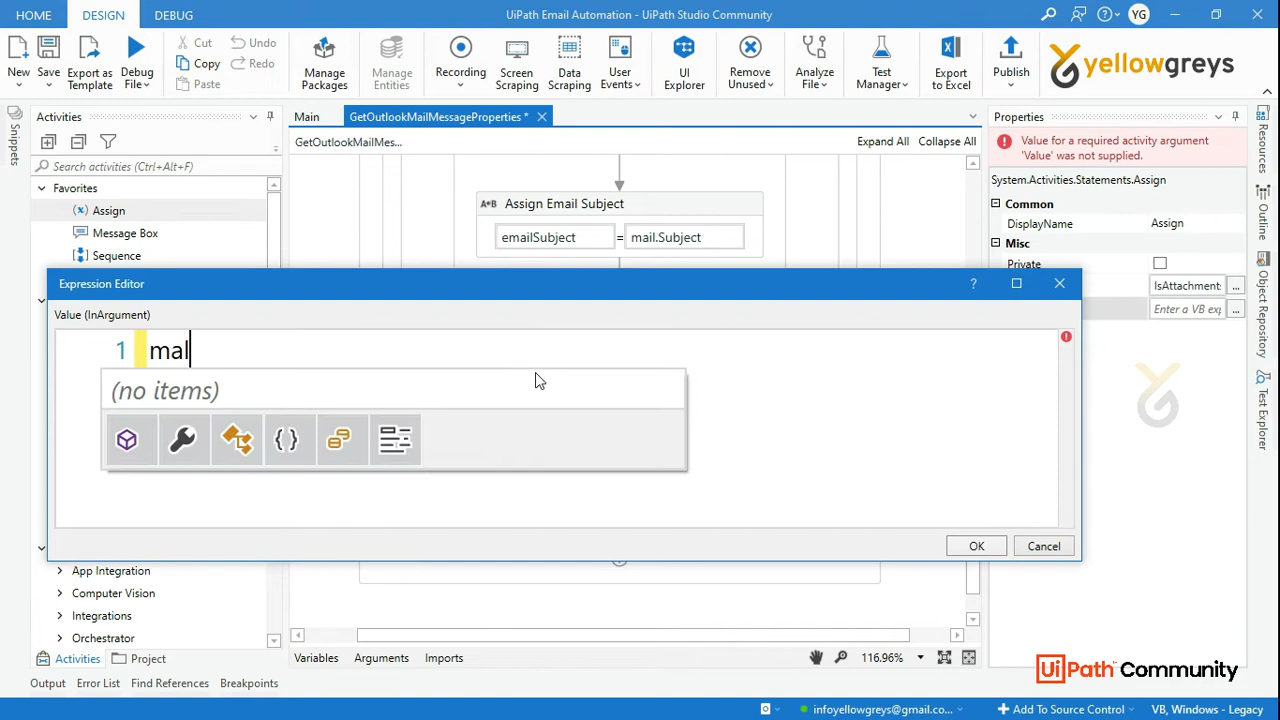 HOME DESIGN DEBUG UiPath Email Automation - UiPath Studio Community YG
New Save Export as Template Debug File Cut Copy Paste Undo Redo Manage Packages Manage Entities Recording Screen Scraping Data Scraping User Events UI Explorer Remove Unused Analyze File Test Manager Export to Excel Publish yellowgreys
Snippets
Activities
Search activities (Ctrl+Alt+F)
Favorites
Assign
Message Box
Sequence
Main GetOutlookMailMessageProperties *
GetOutlookMailMes... Expand All Collapse All
A*B Assign Email Subject
emailSubject = mail.Subject
Properties
Value for a required activity argument
'Value' was not supplied.
System.Activities.Statements.Assign
Common
DisplayName Assign
Misc
Private
IsAttachment ...
Enter a VB exp ...
Resources
Outline
Object Repository
Test Explorer
Expression Editor ?
Value (InArgument)
1 mal
(no items)
OK Cancel
App Integration
Computer Vision
Integrations
Orchestrator
Activities Project
Variables Arguments Imports 116.96%
UiPath Community
Output Error List Find References Breakpoints
infoyellowgreys@gmail.co... Add To Source Control VB, Windows - Legacy